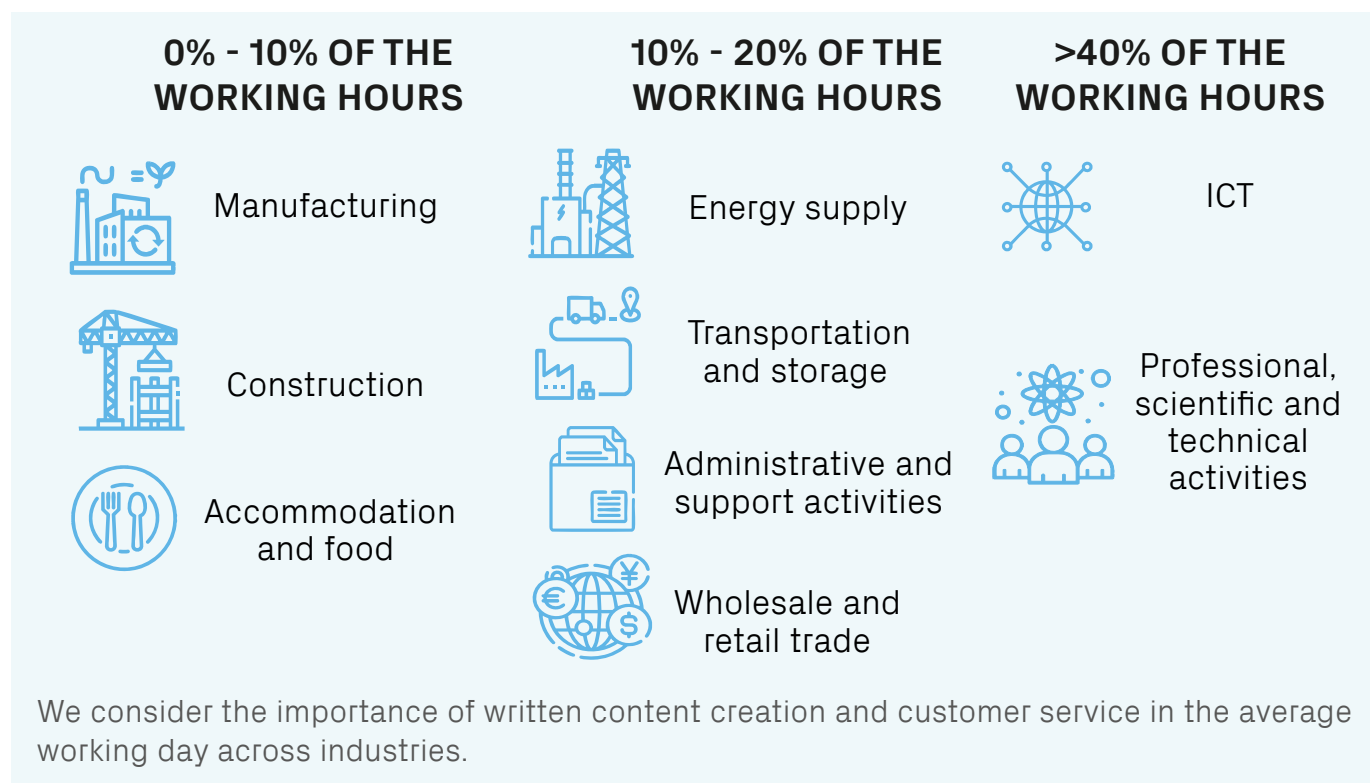 0% - 10% OF THE
WORKING HOURS
Manufacturing
Construction
Accommodation
and food
10% - 20% OF THE
WORKING HOURS
Energy supply
Transportation
and storage
Administrative and
support activities
€
¥
$
Wholesale and
retail trade
>40% OF THE
WORKING HOURS
ICT
Professional,
scientific and
technical
activities
We consider the importance of written content creation and customer service in the average
working day across industries.